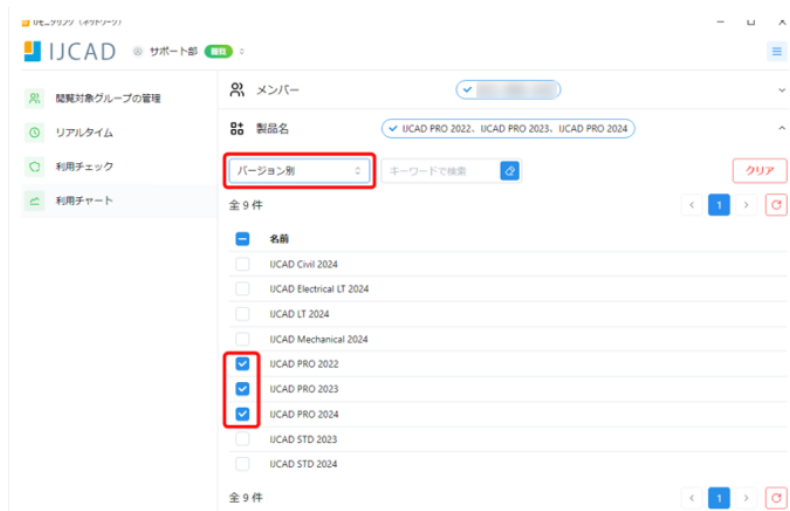 IJCAD サポート部
メンバー
閲覧対象グループの管理
製品名 IJCAD PRO 2022、IJCAD PRO 2023、IJCAD PRO 2024
リアルタイム
利用チェック
バージョン別 キーワードで検索 クリア
利用チャート
全 9 件 < 1 >
名前
IJCAD Civil 2024
IJCAD Electrical LT 2024
IJCAD LT 2024
IJCAD Mechanical 2024
IJCAD PRO 2022
IJCAD PRO 2023
IJCAD PRO 2024
IJCAD STD 2023
IJCAD STD 2024
全 9 件 < 1 >